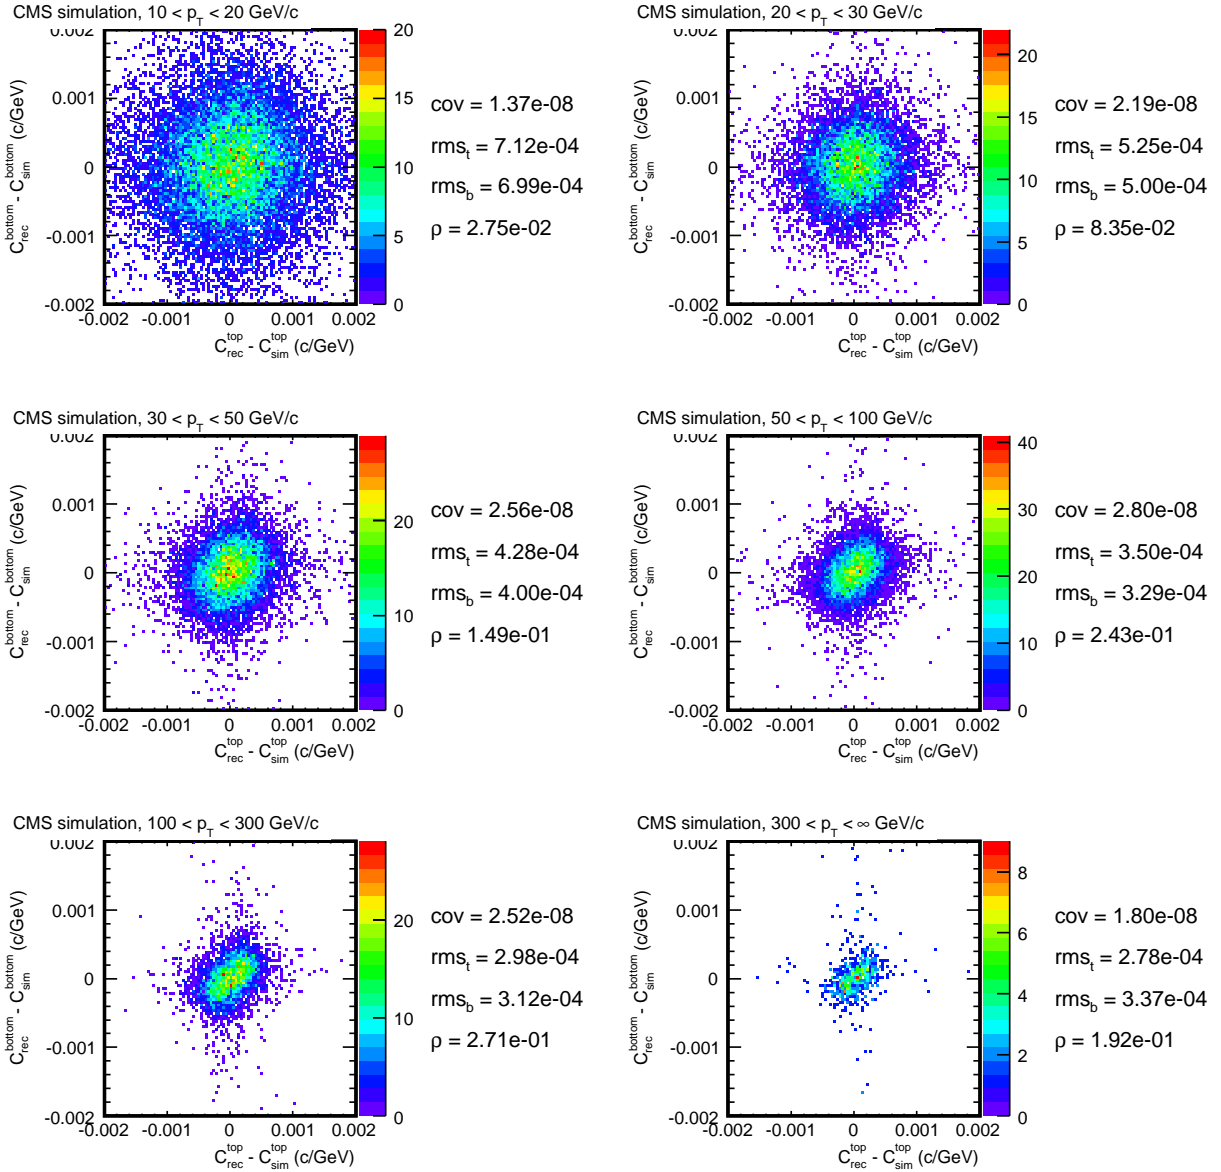 CMS simulation, 10 < p_T < 20 GeV/c
0.002
0.001
0
-0.001
-0.002
C_rec^bottom - C_sim^bottom (c/GeV)
-0.002 -0.001 0 0.001 0.002
C_rec^top - C_sim^top (c/GeV)
20
15
10
5
0
cov = 1.37e-08
rms_t = 7.12e-04
rms_b = 6.99e-04
ρ = 2.75e-02
CMS simulation, 20 < p_T < 30 GeV/c
0.002
0.001
0
-0.001
-0.002
C_rec^bottom - C_sim^bottom (c/GeV)
-0.002 -0.001 0 0.001 0.002
C_rec^top - C_sim^top (c/GeV)
20
15
10
5
0
cov = 2.19e-08
rms_t = 5.25e-04
rms_b = 5.00e-04
ρ = 8.35e-02
CMS simulation, 30 < p_T < 50 GeV/c
0.002
0.001
0
-0.001
-0.002
C_rec^bottom - C_sim^bottom (c/GeV)
-0.002 -0.001 0 0.001 0.002
C_rec^top - C_sim^top (c/GeV)
20
10
0
cov = 2.56e-08
rms_t = 4.28e-04
rms_b = 4.00e-04
ρ = 1.49e-01
CMS simulation, 50 < p_T < 100 GeV/c
0.002
0.001
0
-0.001
-0.002
C_rec^bottom - C_sim^bottom (c/GeV)
-0.002 -0.001 0 0.001 0.002
C_rec^top - C_sim^top (c/GeV)
40
30
20
10
0
cov = 2.80e-08
rms_t = 3.50e-04
rms_b = 3.29e-04
ρ = 2.43e-01
CMS simulation, 100 < p_T < 300 GeV/c
0.002
0.001
0
-0.001
-0.002
C_rec^bottom - C_sim^bottom (c/GeV)
-0.002 -0.001 0 0.001 0.002
C_rec^top - C_sim^top (c/GeV)
20
10
0
cov = 2.52e-08
rms_t = 2.98e-04
rms_b = 3.12e-04
ρ = 2.71e-01
CMS simulation, 300 < p_T < ∞ GeV/c
0.002
0.001
0
-0.001
-0.002
C_rec^bottom - C_sim^bottom (c/GeV)
-0.002 -0.001 0 0.001 0.002
C_rec^top - C_sim^top (c/GeV)
8
6
4
2
0
cov = 1.80e-08
rms_t = 2.78e-04
rms_b = 3.37e-04
ρ = 1.92e-01